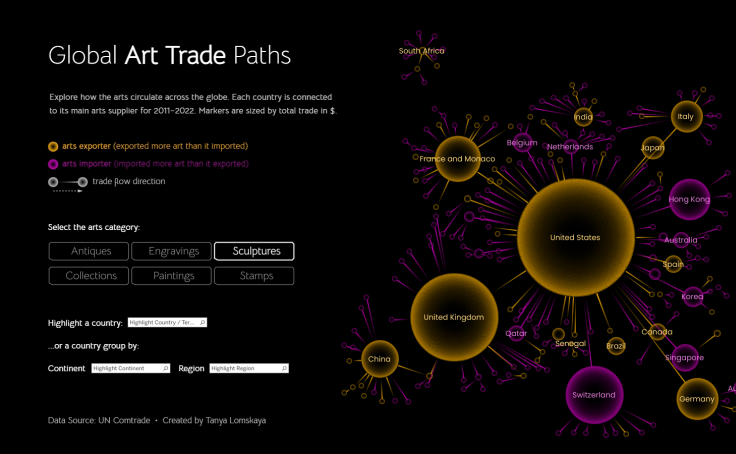 Global Art Trade Paths
Explore how the arts circulate across the globe. Each country is connected
to its main arts supplier for 2011–2022. Markers are sized by total trade in $.
arts exporter (exported more art than it imported)
arts importer (imported more art than it exported)
trade flow direction
Select the arts category:
Antiques
Engravings
Sculptures
Collections
Paintings
Stamps
Highlight a country:
Highlight Country / Ter...
...or a country group by:
Continent
Highlight Continent
Region
Highlight Region
Data Source: UN Comtrade • Created by Tanya Lomskaya
South Africa
India
Italy
Belgium
Netherlands
Japan
France and Monaco
Hong Kong
United States
Australia
Spain
Korea
United Kingdom
Qatar
Senegal
Brazil
Canada
Singapore
China
Switzerland
Germany